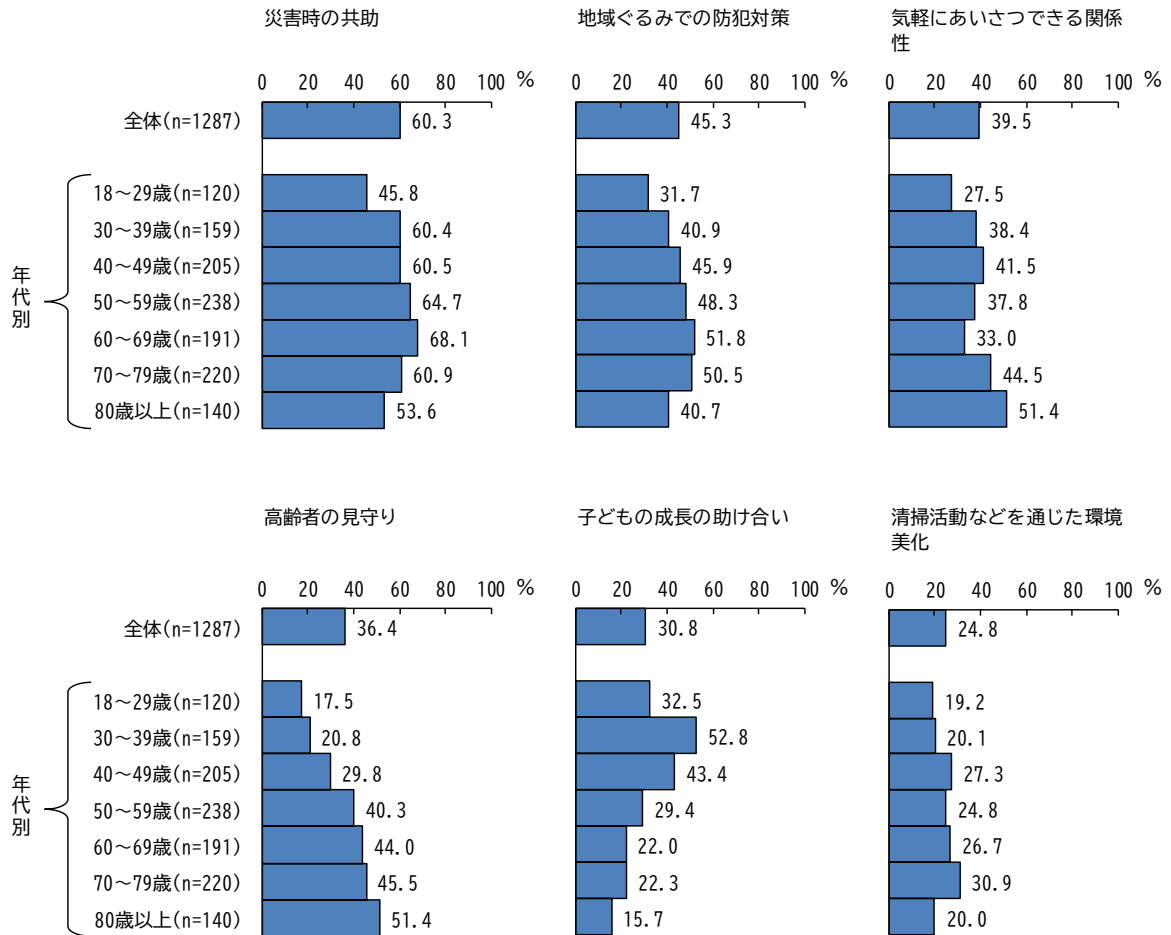 災害時の共助
地域ぐるみでの防犯対策
気軽にあいさつできる関係
性
0 20 40 60 80 100 %
0 20 40 60 80 100 %
0 20 40 60 80 100 %
全体(n=1287) 60.3 45.3 39.5
年代別
18～29歳(n=120) 45.8 31.7 27.5
30～39歳(n=159) 60.4 40.9 38.4
40～49歳(n=205) 60.5 45.9 41.5
50～59歳(n=238) 64.7 48.3 37.8
60～69歳(n=191) 68.1 51.8 33.0
70～79歳(n=220) 60.9 50.5 44.5
80歳以上(n=140) 53.6 40.7 51.4
高齢者の見守り
子どもの成長の助け合い
清掃活動などを通じた環境
美化
0 20 40 60 80 100 %
0 20 40 60 80 100 %
0 20 40 60 80 100 %
全体(n=1287) 36.4 30.8 24.8
年代別
18～29歳(n=120) 17.5 32.5 19.2
30～39歳(n=159) 20.8 52.8 20.1
40～49歳(n=205) 29.8 43.4 27.3
50～59歳(n=238) 40.3 29.4 24.8
60～69歳(n=191) 44.0 22.0 26.7
70～79歳(n=220) 45.5 22.3 30.9
80歳以上(n=140) 51.4 15.7 20.0